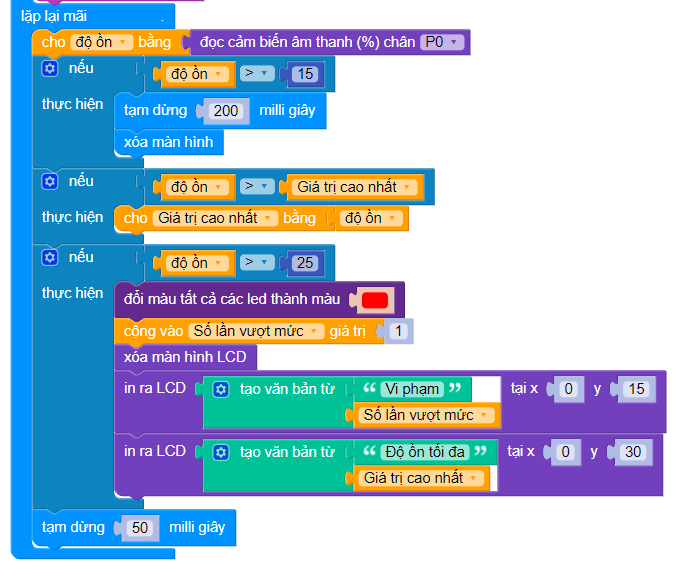 lặp lại mãi
cho độ ồn bằng đọc cảm biến âm thanh (%) chân P0
nếu độ ồn > 15
thực hiện tạm dừng 200 milli giây
xóa màn hình
nếu độ ồn > Giá trị cao nhất
thực hiện cho Giá trị cao nhất bằng độ ồn
nếu độ ồn > 25
thực hiện đổi màu tất cả các led thành màu
cộng vào Số lần vượt mức giá trị 1
xóa màn hình LCD
in ra LCD tạo văn bản từ “ Vi phạm ” tại x 0 y 15
Số lần vượt mức
in ra LCD tạo văn bản từ “ Độ ồn tối đa ” tại x 0 y 30
Giá trị cao nhất
tạm dừng 50 milli giây